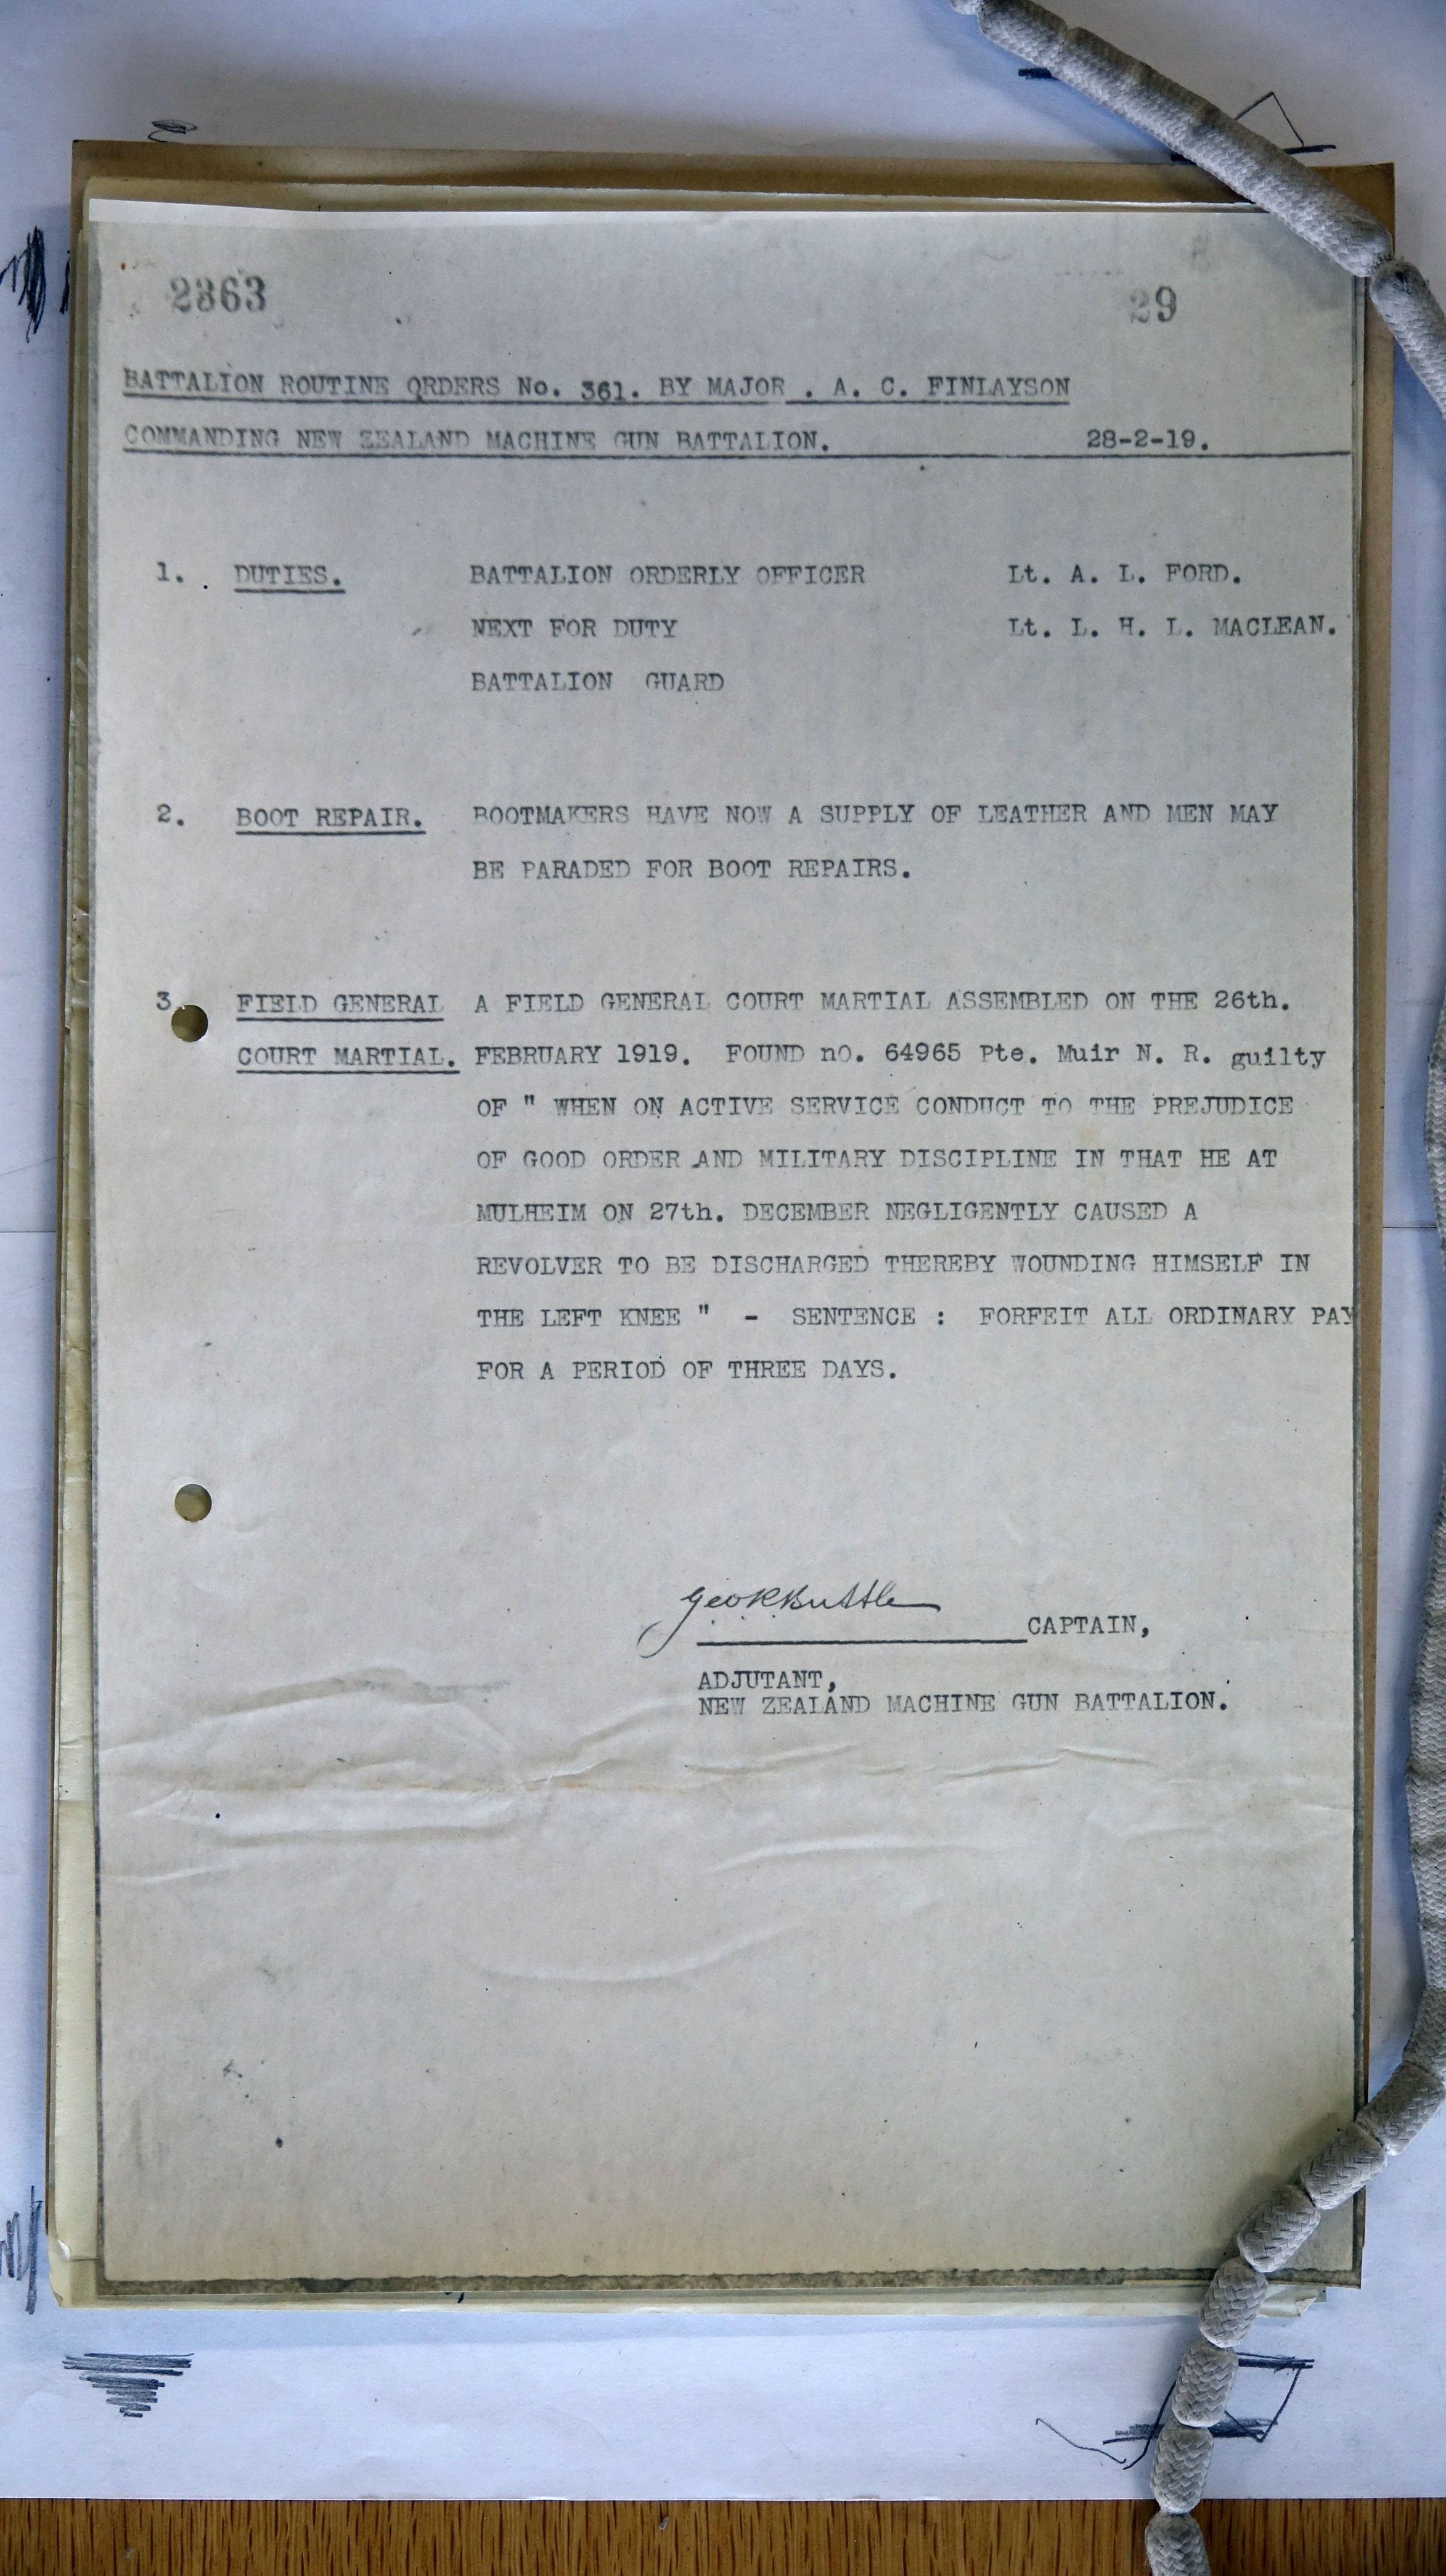 2363 29
BATTALION ROUTINE ORDERS No. 361. BY MAJOR . A. C. FINLAYSON
COMMANDING NEW ZEALAND MACHINE GUN BATTALION. 28-2-19.
1. DUTIES. BATTALION ORDERLY OFFICER Lt. A. L. FORD.
NEXT FOR DUTY Lt. L. H. L. MACLEAN.
BATTALION GUARD
2. BOOT REPAIR. BOOTMAKERS HAVE NOW A SUPPLY OF LEATHER AND MEN MAY
BE PARADED FOR BOOT REPAIRS.
3. FIELD GENERAL A FIELD GENERAL COURT MARTIAL ASSEMBLED ON THE 26th.
COURT MARTIAL. FEBRUARY 1919. FOUND nO. 64965 Pte. Muir N. R. guilty
OF " WHEN ON ACTIVE SERVICE CONDUCT TO THE PREJUDICE
OF GOOD ORDER AND MILITARY DISCIPLINE IN THAT HE AT
MULHEIM ON 27th. DECEMBER NEGLIGENTLY CAUSED A
REVOLVER TO BE DISCHARGED THEREBY WOUNDING HIMSELF IN
THE LEFT KNEE " - SENTENCE : FORFEIT ALL ORDINARY PAY
FOR A PERIOD OF THREE DAYS.
Geo R Buttle
CAPTAIN,
ADJUTANT,
NEW ZEALAND MACHINE GUN BATTALION.